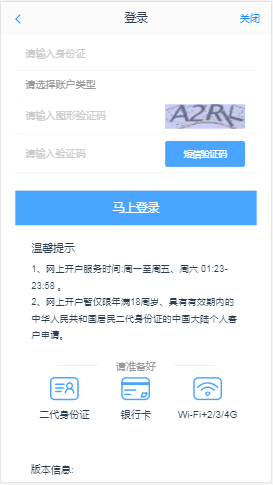 登录 关闭
请输入身份证
请选择账户类型
请输入图形验证码 A2RL
请输入验证码 短信验证码
马上登录
温馨提示
1、网上开户服务时间:周一至周五、周六 01:23-
23:58 。
2、网上开户暂仅限年满18周岁、具有有效期内的
中华人民共和国居民二代身份证的中国大陆个人客
户申请。
请准备好
二代身份证 银行卡 Wi-Fi+2/3/4G
版本信息: